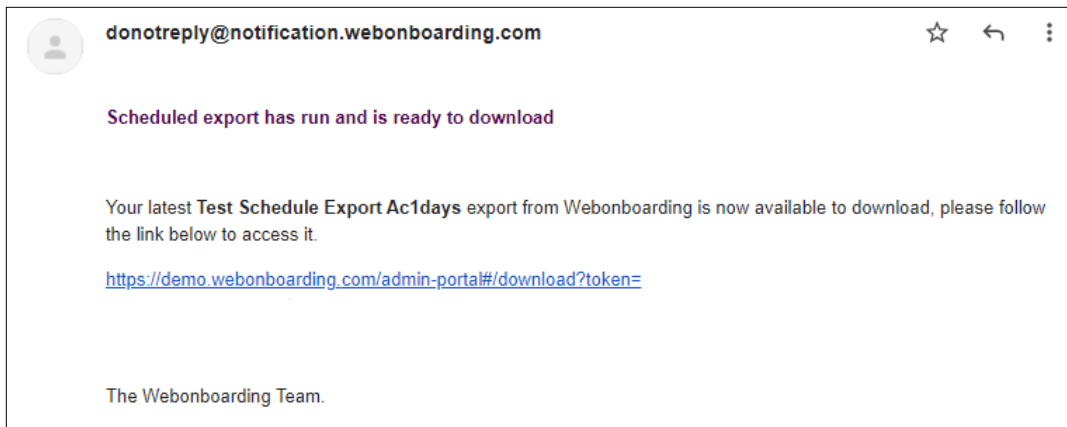 donotreply@notification.webonboarding.com
Scheduled export has run and is ready to download
Your latest Test Schedule Export Ac1days export from Webonboarding is now available to download, please follow
the link below to access it.
https://demo.webonboarding.com/admin-portal#/download?token=
The Webonboarding Team.